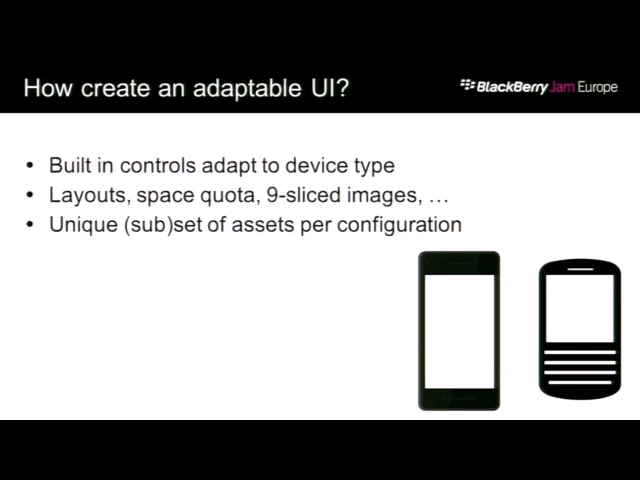 How create an adaptable UI?
BlackBerry Jam Europe
• Built in controls adapt to device type
• Layouts, space quota, 9-sliced images, …
• Unique (sub)set of assets per configuration